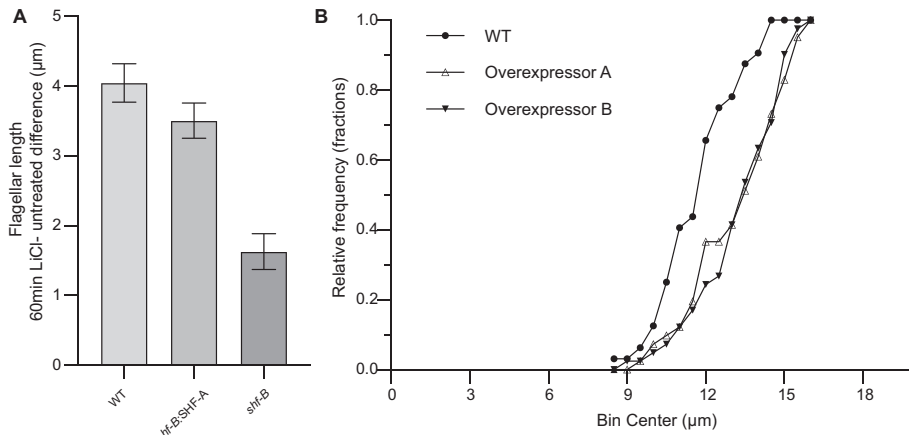 A
Flagellar length
60min LiCl- untreated difference (μm)
5
4
3
2
1
0
WT
hf-B:SHF-A
shf-B
B
WT
Overexpressor A
Overexpressor B
Relative frequency (fractions)
1.0
0.8
0.6
0.4
0.2
0.0
0 3 6 9 12 15 18
Bin Center (μm)